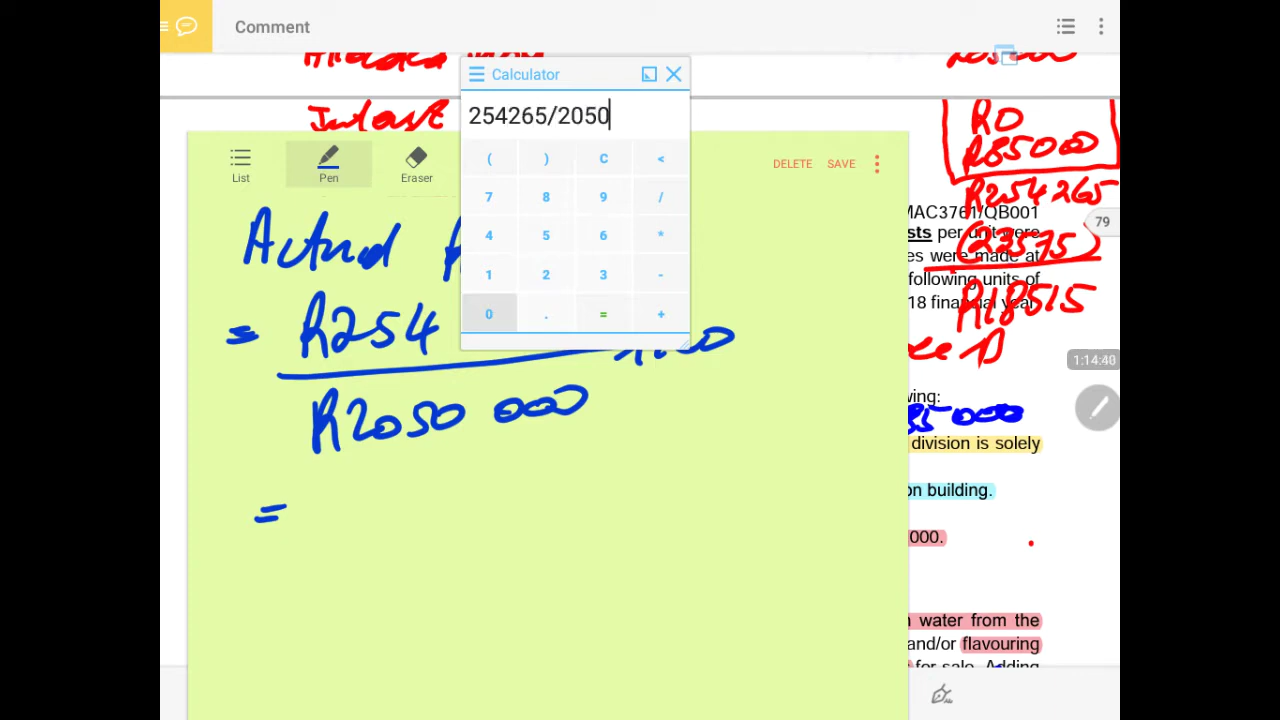 Comment
Calculator
254265/2050
( ) C <
7 8 9 /
4 5 6 *
1 2 3 -
0 . = +
List Pen Eraser
DELETE SAVE
Actual
= R254
R2050 000
=
R0
R85000
R254265
(23575)
R18515
MAC3761/QB001
79
sts per unit were
es were made at
following units of
18 financial year
1:14:40
wing:
85 000
division is solely
on building.
000.
n water from the
and/or flavouring
for sale. Adding